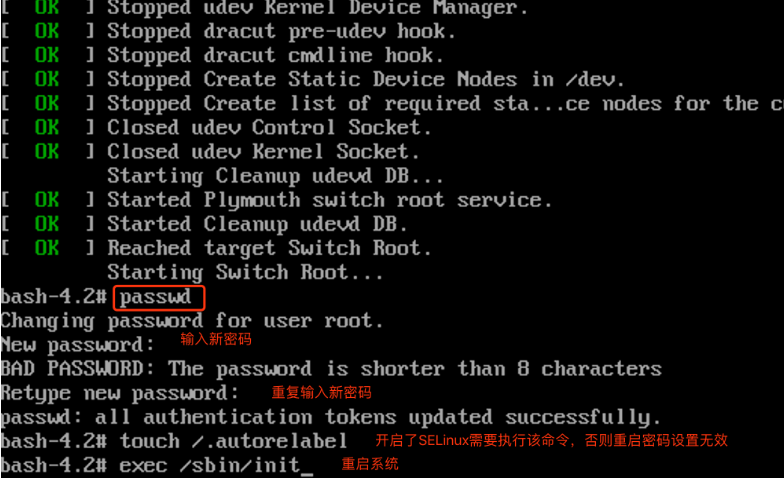 [  OK  ] Stopped udev Kernel Device Manager.
[  OK  ] Stopped dracut pre-udev hook.
[  OK  ] Stopped dracut cmdline hook.
[  OK  ] Stopped Create Static Device Nodes in /dev.
[  OK  ] Stopped Create list of required sta...ce nodes for the c
[  OK  ] Closed udev Control Socket.
[  OK  ] Closed udev Kernel Socket.
Starting Cleanup udevd DB...
[  OK  ] Started Plymouth switch root service.
[  OK  ] Started Cleanup udevd DB.
[  OK  ] Reached target Switch Root.
Starting Switch Root...
bash-4.2# passwd
Changing password for user root.
New password: 输入新密码
BAD PASSWORD: The password is shorter than 8 characters
Retype new password: 重复输入新密码
passwd: all authentication tokens updated successfully.
bash-4.2# touch /.autorelabel 开启了SELinux需要执行该命令，否则重启密码设置无效
bash-4.2# exec /sbin/init_ 重启系统